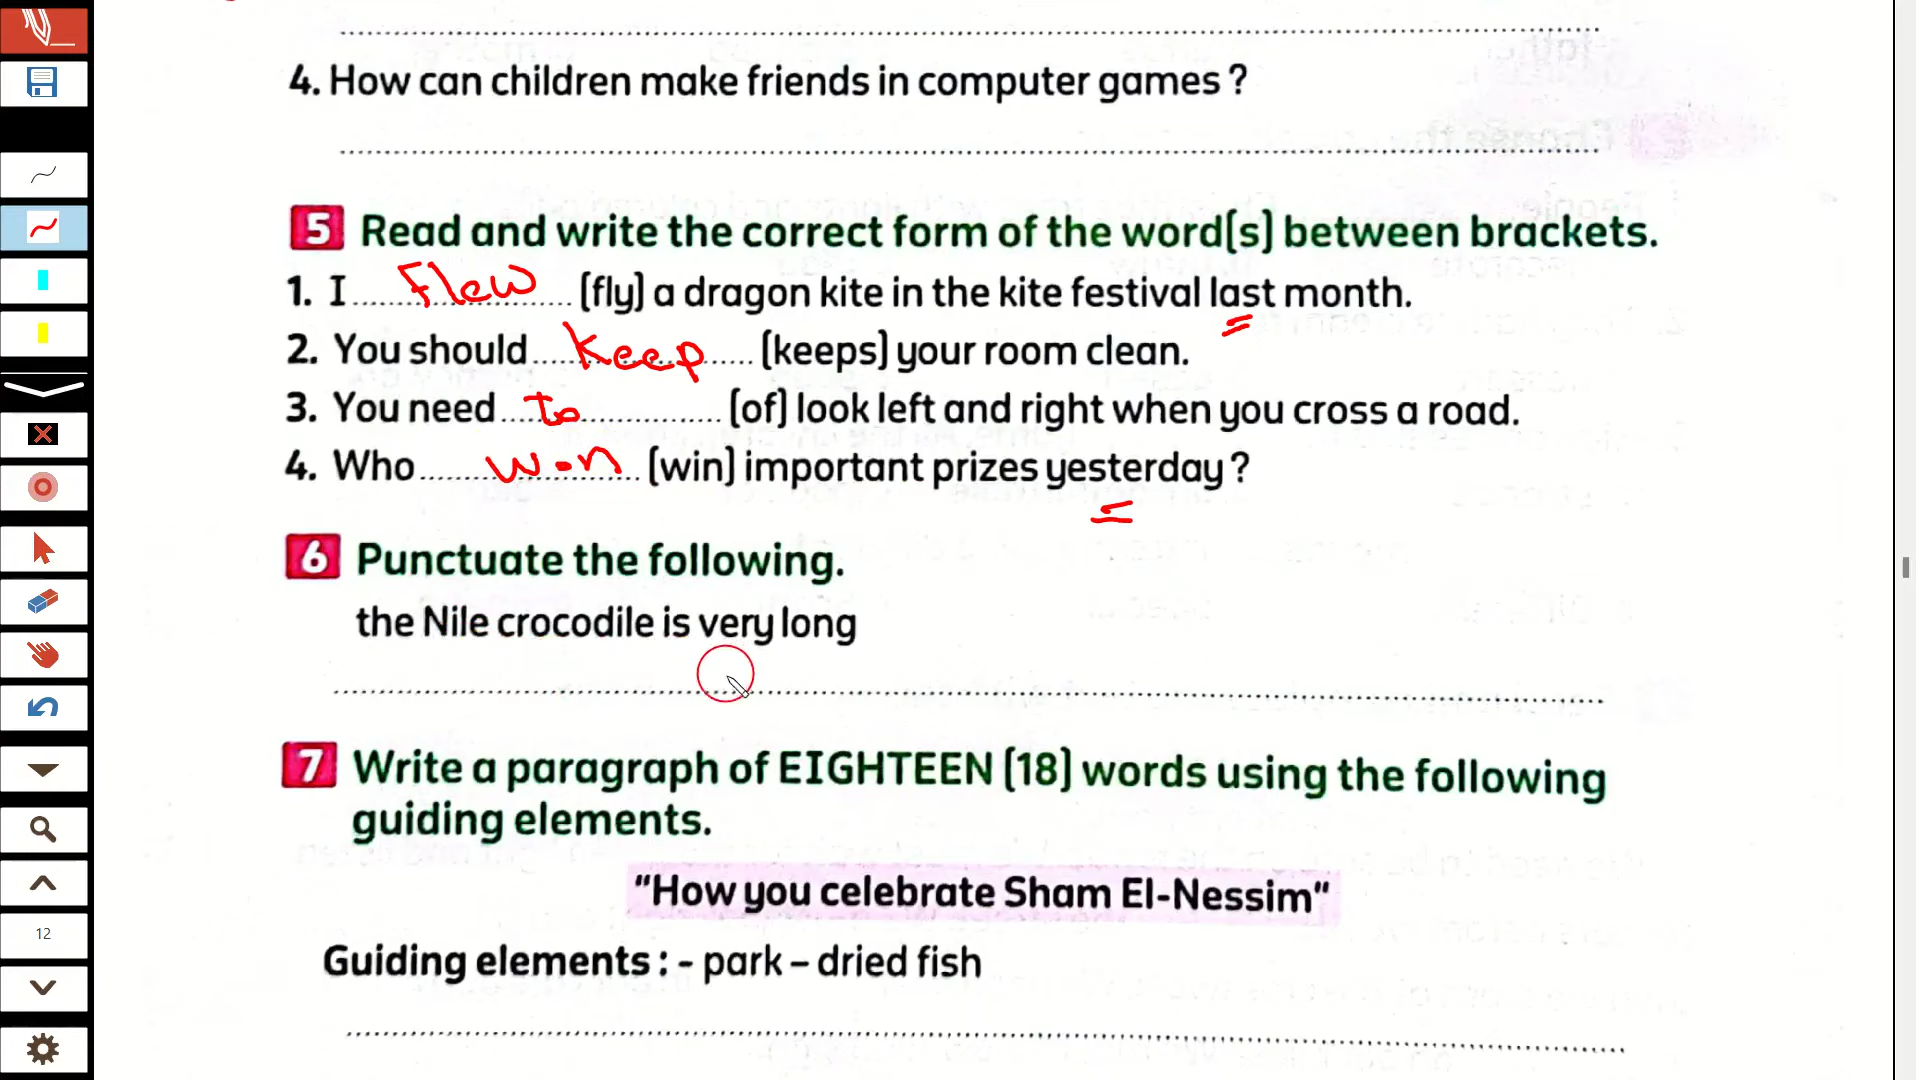 4. How can children make friends in computer games ?
5 Read and write the correct form of the word(s) between brackets.
1. I Flew (fly) a dragon kite in the kite festival last month.
2. You should keep (keeps) your room clean.
3. You need to (of) look left and right when you cross a road.
4. Who won (win) important prizes yesterday ?
6 Punctuate the following.
the Nile crocodile is very long
7 Write a paragraph of EIGHTEEN (18) words using the following
guiding elements.
"How you celebrate Sham El-Nessim"
Guiding elements : - park – dried fish
12